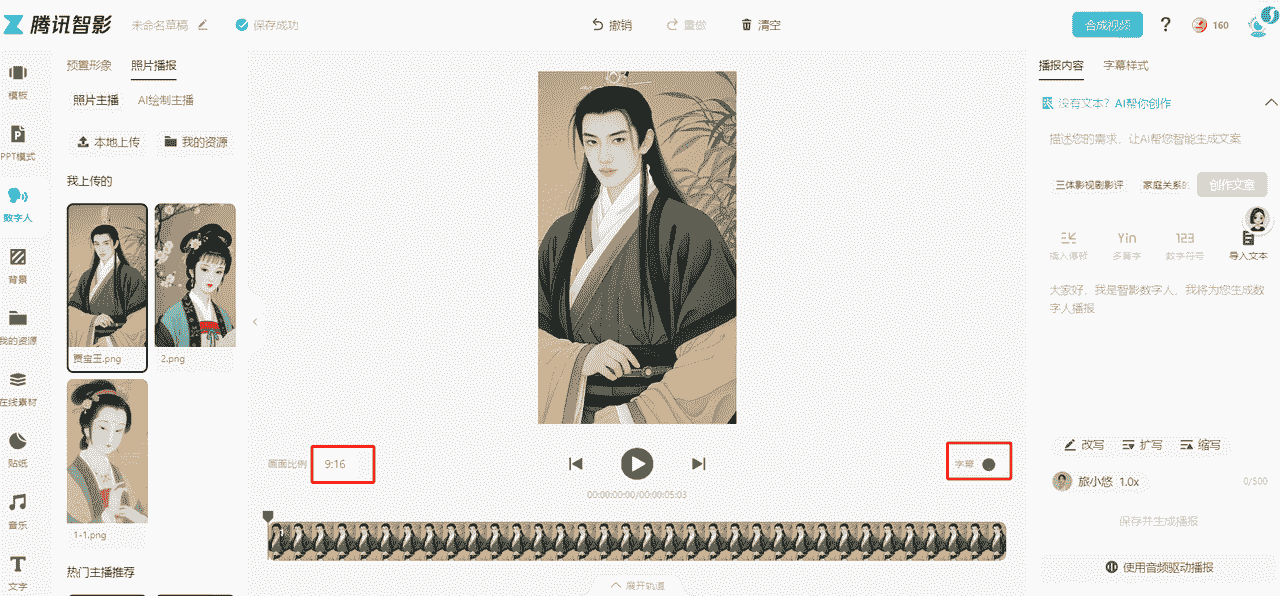 腾讯智影
未命名草稿
保存成功
撤销
重做
清空
合成视频
?
160
模板
PPT模式
数字人
背景
我的资源
在线素材
贴纸
音乐
文字
预置形象 照片播报
照片主播 AI绘制主播
本地上传 我的资源
我上传的
贾宝玉.png
2.png
1-1.png
热门主播推荐
画面比例 9:16
字幕
00:00:00:00/00:00:05:03
展开轨道
播报内容 字幕样式
没有文本？AI帮你创作
描述您的需求，让AI帮您智能生成文案
三体影视剧影评 家庭关系的 创作文章
Yin 123
插入停顿 多音字 数字符号 导入文本
大家好，我是智影数字人，我将为您生成数
字人播报
改写 扩写 缩写
旅小悠 1.0x 0/500
保存并生成播报
使用音频驱动播报